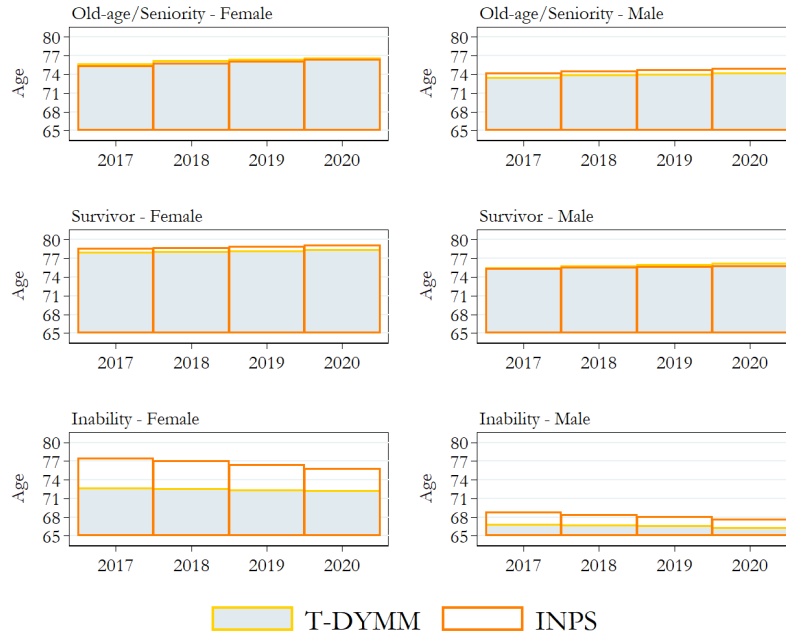 Old-age/Seniority - Female
Age
80
77
74
71
68
65
2017 2018 2019 2020
Old-age/Seniority - Male
Age
80
77
74
71
68
65
2017 2018 2019 2020
Survivor - Female
Age
80
77
74
71
68
65
2017 2018 2019 2020
Survivor - Male
Age
80
77
74
71
68
65
2017 2018 2019 2020
Inability - Female
Age
80
77
74
71
68
65
2017 2018 2019 2020
Inability - Male
Age
80
77
74
71
68
65
2017 2018 2019 2020
T-DYMM INPS